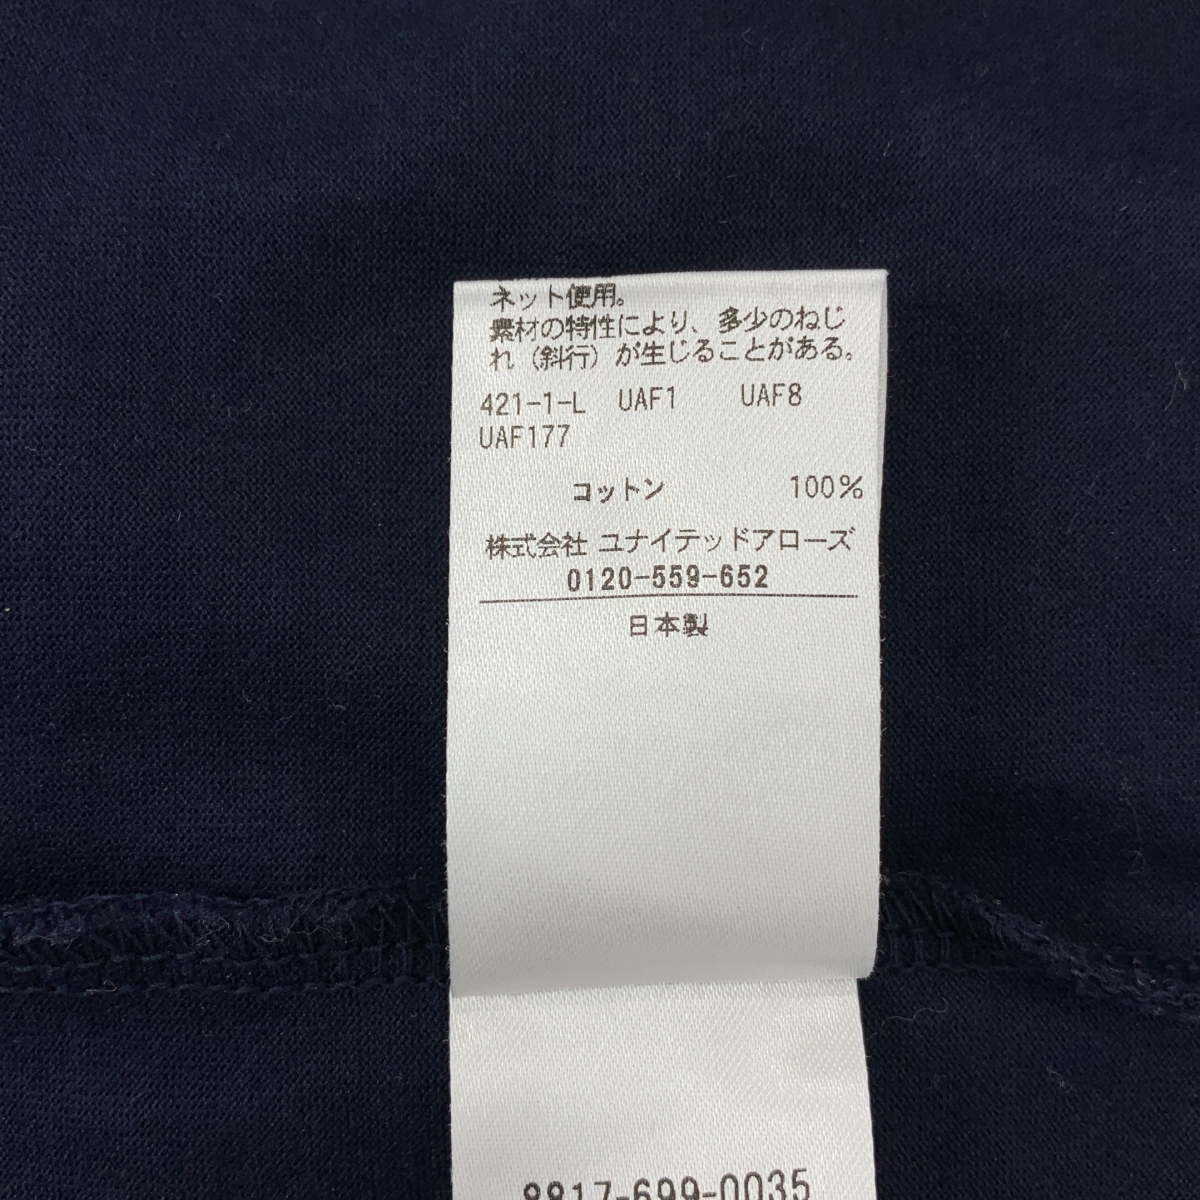 ネット使用。
素材の特性により、多少のねじ
れ（斜行）が生じることがある。
421-1-L UAF1 UAF8
UAF177
コットン 100%
株式会社 ユナイテッドアローズ
0120-559-652
日本製
8817-699-0035